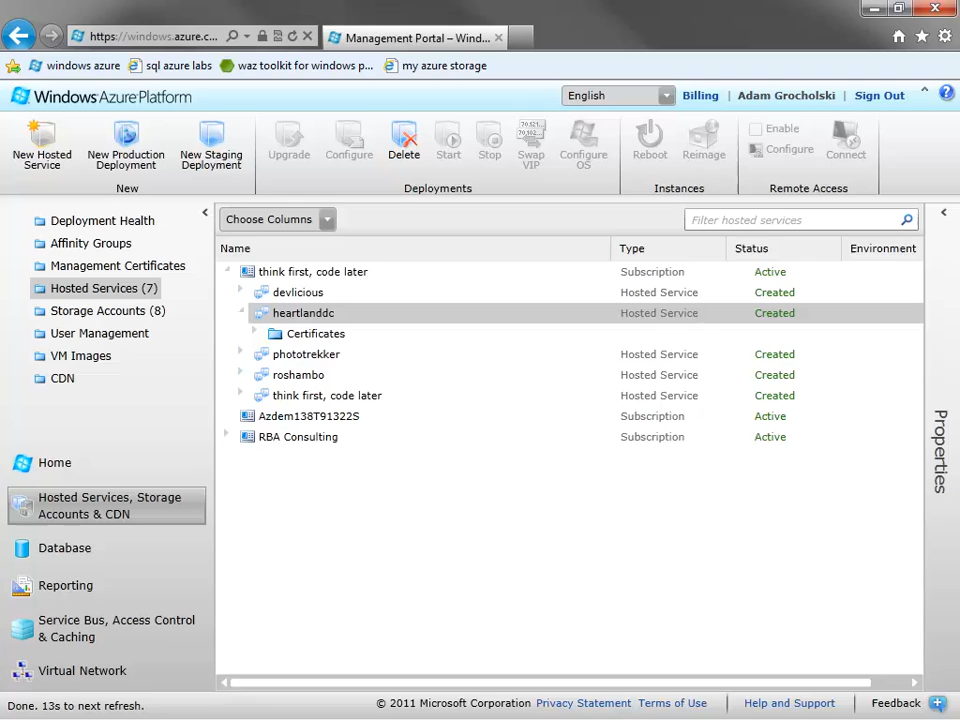 https://windows.azure.c...
Management Portal – Wind...
windows azure
sql azure labs
waz toolkit for windows p...
my azure storage
Windows Azure Platform
English
Billing
Adam Grocholski
Sign Out
New Hosted Service
New Production Deployment
New Staging Deployment
Upgrade
Configure
Delete
Start
Stop
Swap VIP
Configure OS
Reboot
Reimage
Enable
Configure
Connect
New
Deployments
Instances
Remote Access
Deployment Health
Affinity Groups
Management Certificates
Hosted Services (7)
Storage Accounts (8)
User Management
VM Images
CDN
Home
Hosted Services, Storage
Accounts & CDN
Database
Reporting
Service Bus, Access Control
& Caching
Virtual Network
Choose Columns
Filter hosted services
Name Type Status Environment
think first, code later Subscription Active
devlicious Hosted Service Created
heartlanddc Hosted Service Created
Certificates
phototrekker Hosted Service Created
roshambo Hosted Service Created
think first, code later Hosted Service Created
Azdem138T91322S Subscription Active
RBA Consulting Subscription Active
Properties
Done. 13s to next refresh.
© 2011 Microsoft Corporation Privacy Statement Terms of Use Help and Support Feedback